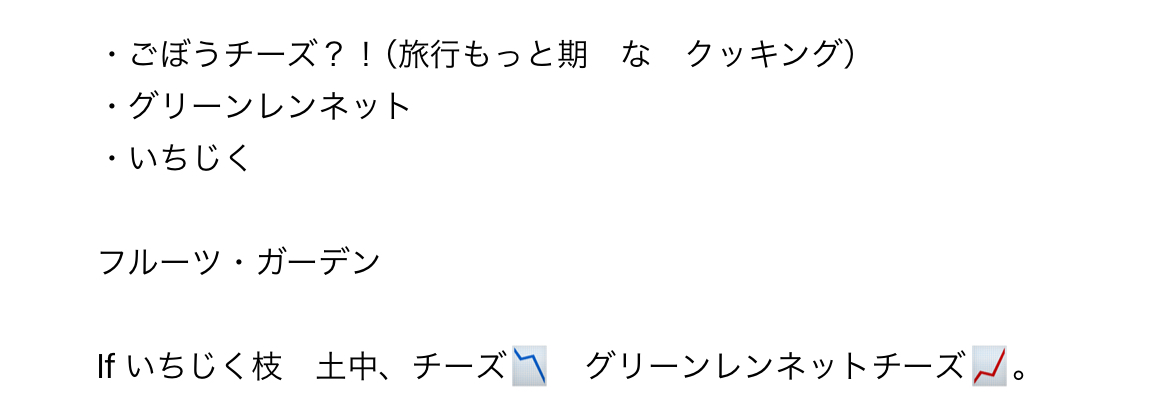 ・ごぼうチーズ？！（旅行もっと期　な　クッキング）
・グリーンレンネット
・いちじく
フルーツ・ガーデン
If いちじく枝　土中、チーズ📉　グリーンレンネットチーズ📈。